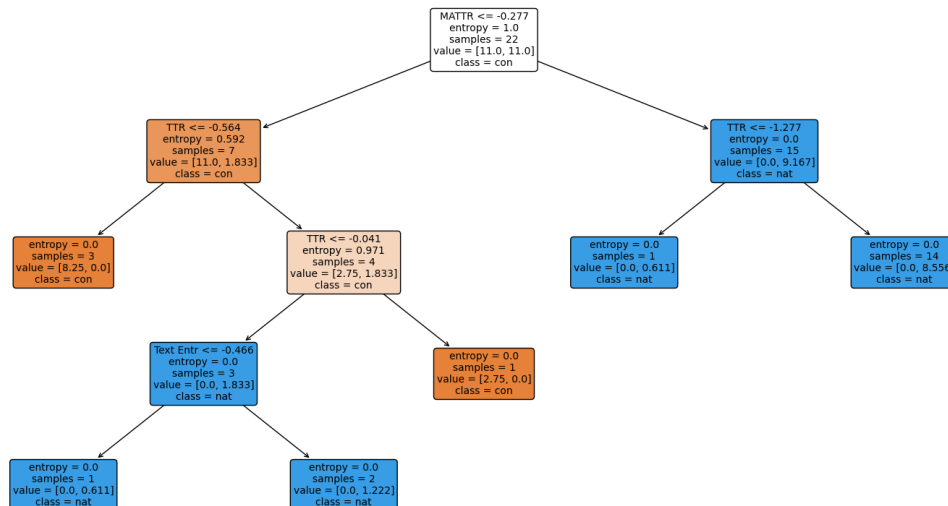 MATTR <= -0.277
entropy = 1.0
samples = 22
value = [11.0, 11.0]
class = con
TTR <= -0.564
entropy = 0.592
samples = 7
value = [11.0, 1.833]
class = con
TTR <= -1.277
entropy = 0.0
samples = 15
value = [0.0, 9.167]
class = nat
entropy = 0.0
samples = 3
value = [8.25, 0.0]
class = con
TTR <= -0.041
entropy = 0.971
samples = 4
value = [2.75, 1.833]
class = con
entropy = 0.0
samples = 1
value = [0.0, 0.611]
class = nat
entropy = 0.0
samples = 14
value = [0.0, 8.556]
class = nat
Text Entr <= -0.466
entropy = 0.0
samples = 3
value = [0.0, 1.833]
class = nat
entropy = 0.0
samples = 1
value = [2.75, 0.0]
class = con
entropy = 0.0
samples = 1
value = [0.0, 0.611]
class = nat
entropy = 0.0
samples = 2
value = [0.0, 1.222]
class = nat